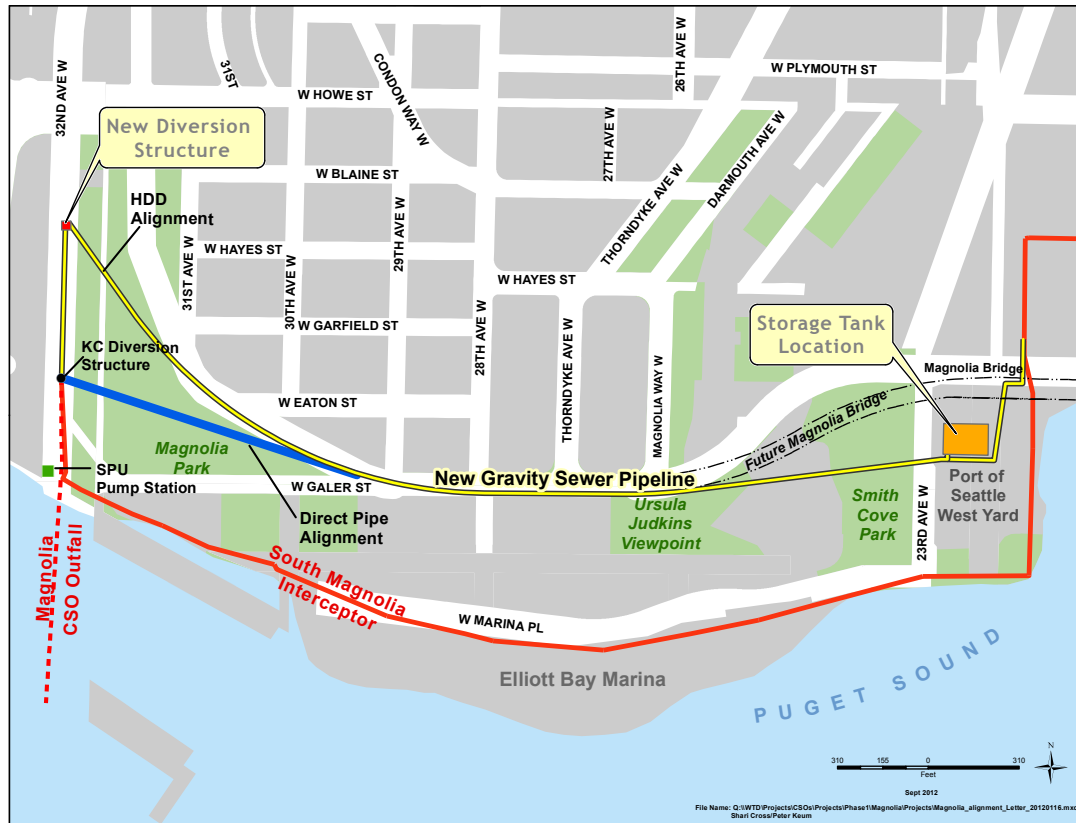 32ND AVE W
31ST
CONDON WAY W
28TH AVE W
26TH AVE W
W PLYMOUTH ST
W HOWE ST
New Diversion
Structure
27TH AVE W
DARMOUTH AVE W
W BLAINE ST
HDD
Alignment
THORNDYKE AVE W
29TH AVE W
31ST AVE W
W HAYES ST
30TH AVE W
W HAYES ST
W GARFIELD ST
28TH AVE W
Storage Tank
Location
KC Diversion
Structure
THORNDYKE AVE W
MAGNOLIA WAY W
Magnolia Bridge
W EATON ST
Future Magnolia Bridge
Magnolia
Park
SPU
Pump Station
W GALER ST
New Gravity Sewer Pipeline
Port of
Seattle
West Yard
Direct Pipe
Alignment
Ursula
Judkins
Viewpoint
Smith
Cove
Park
23RD AVE W
Magnolia
CSO Outfall
South Magnolia
Interceptor
W MARINA PL
Elliott Bay Marina
PUGET SOUND
310 155 0 310
Feet
N
Sept 2012
File Name: Q:\\WTD\Projects\CSOs\Projects\Phase1\Magnolia\Projects\Magnolia_alignment_Letter_20120116.mxd
Shari Cross/Peter Keum